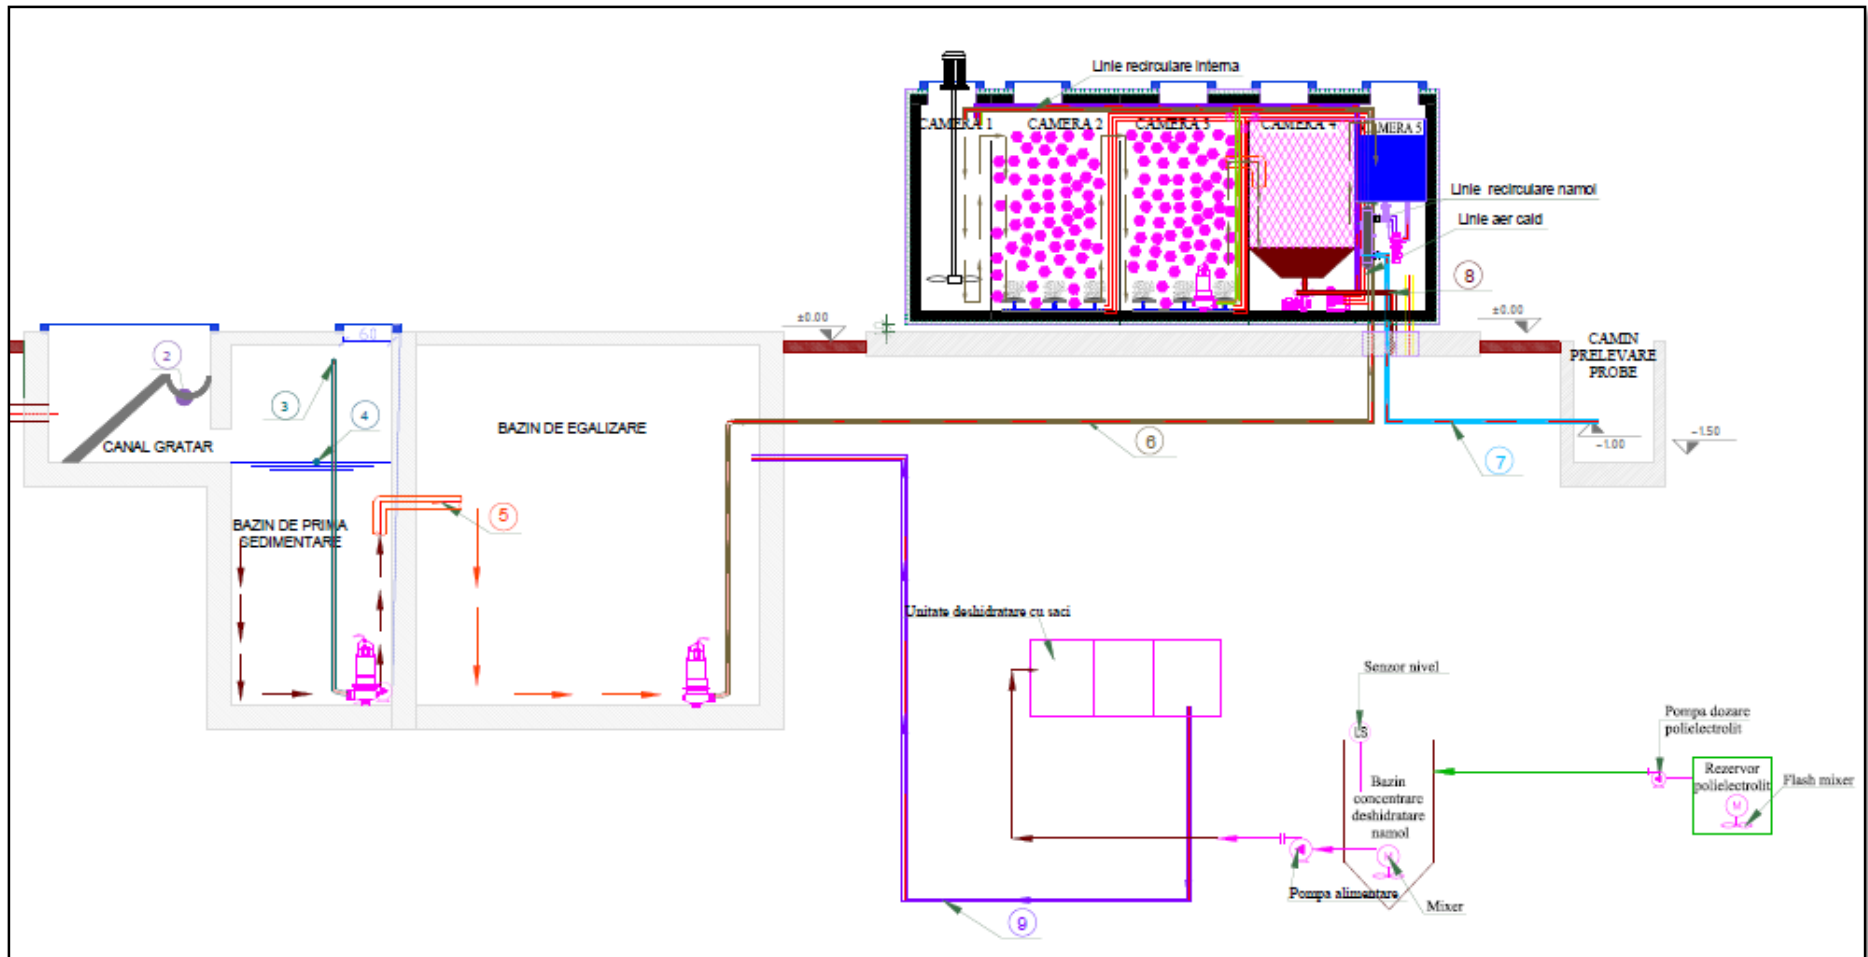 Linie recirculare interna
CAMERA 1
CAMERA 2
CAMERA 3
CAMERA 4
CAMERA 5
Linie recirculare namol
Linie aer cald
8
±0.00
±0.00
CAMIN
PRELEVARE
PROBE
60
2
3
4
CANAL GRATAR
BAZIN DE EGALIZARE
6
7
-1.00
-1.50
BAZIN DE PRIMA
SEDIMENTARE
5
Unitate deshidratare cu saci
Senzor nivel
LS
Pompa dozare
polielectrolit
Rezervor
polielectrolit
M
Flash mixer
Bazin
concentrare
deshidratare
namol
M
Pompa alimentare
Mixer
9